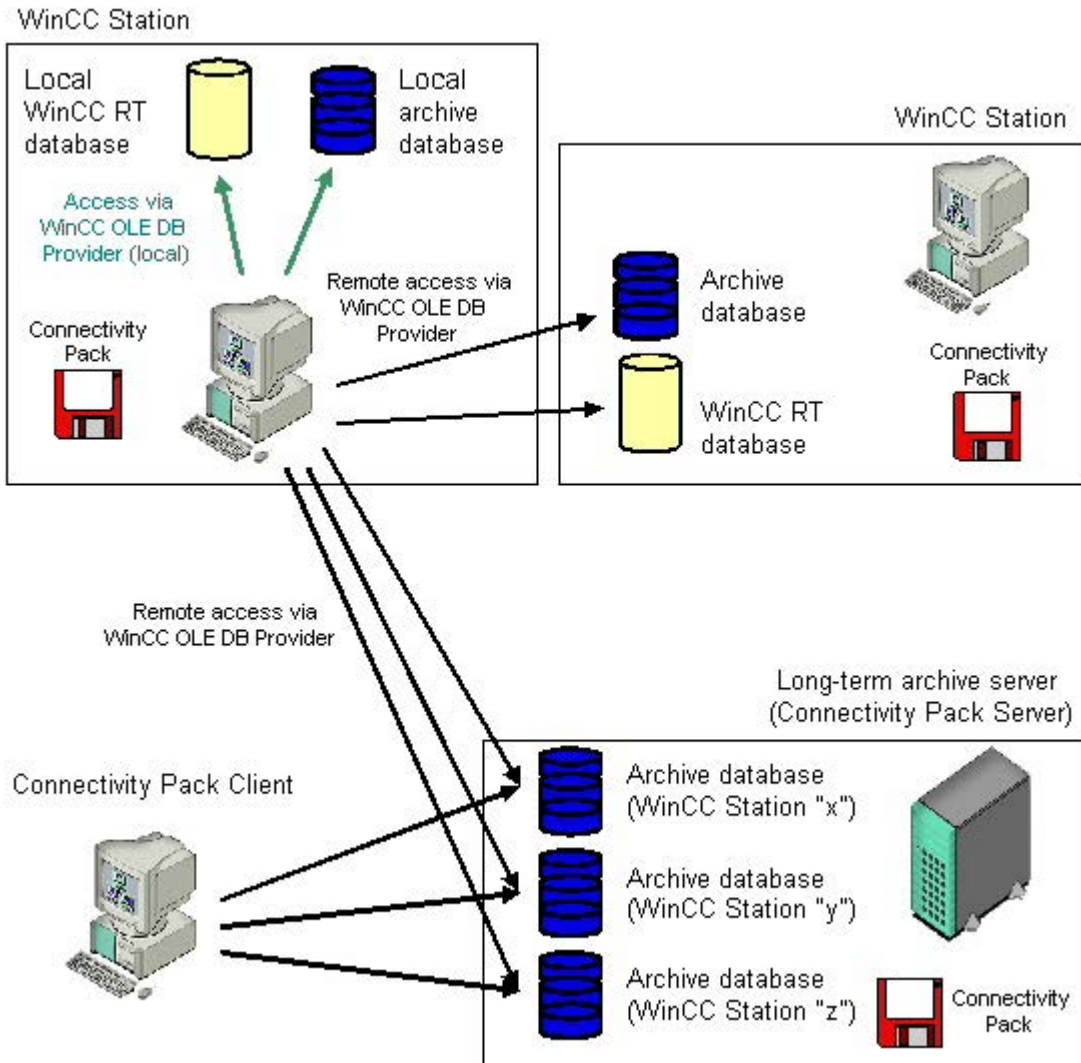 WinCC Station
Local
WinCC RT
database
Local
archive
database
Access via
WinCC OLE DB
Provider (local)
Connectivity
Pack
Remote access via
WinCC OLE DB
Provider
WinCC Station
Archive
database
WinCC RT
database
Connectivity
Pack
Remote access via
WinCC OLE DB Provider
Connectivity Pack Client
Long-term archive server
(Connectivity Pack Server)
Archive database
(WinCC Station "x")
Archive database
(WinCC Station "y")
Archive database
(WinCC Station "z")
Connectivity
Pack